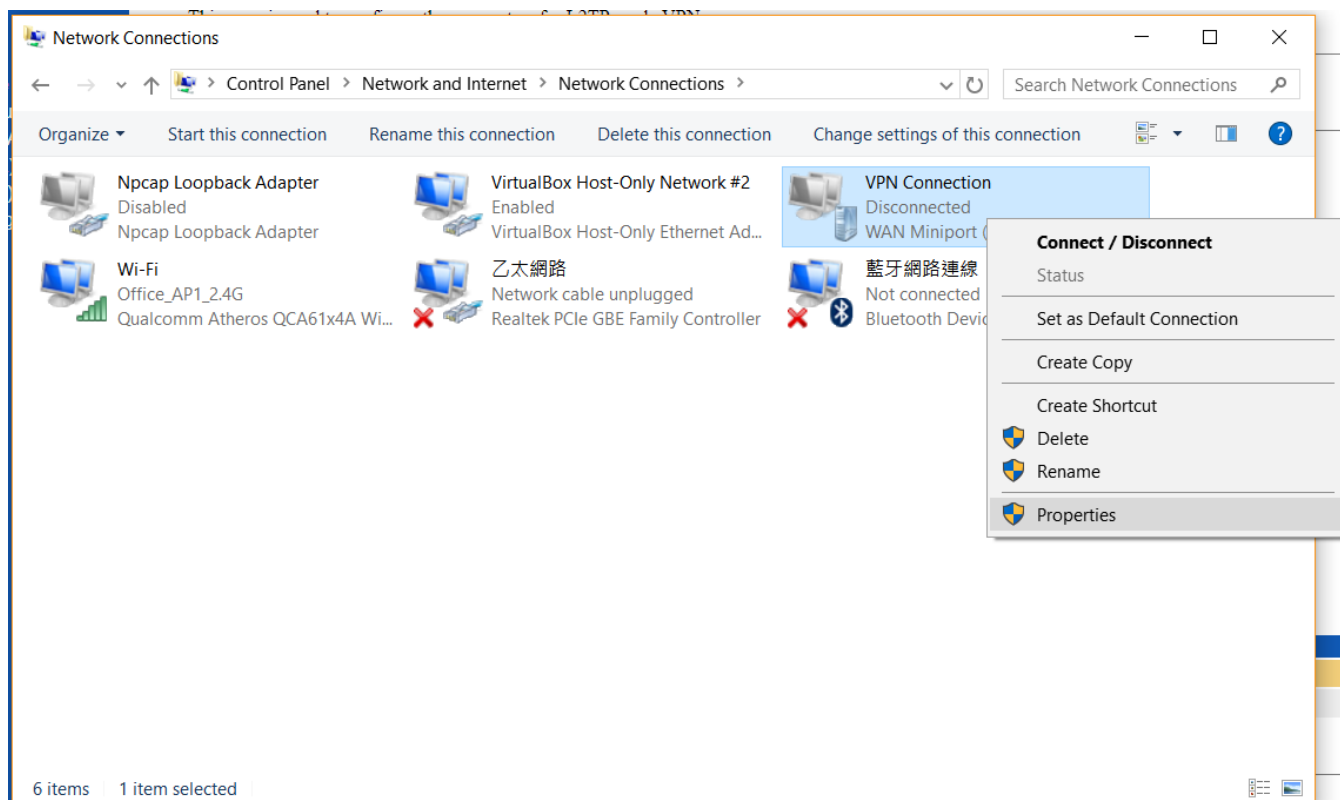 Network Connections
Control Panel > Network and Internet > Network Connections >
Search Network Connections
Organize
Start this connection
Rename this connection
Delete this connection
Change settings of this connection
Npcap Loopback Adapter
Disabled
Npcap Loopback Adapter
VirtualBox Host-Only Network #2
Enabled
VirtualBox Host-Only Ethernet Ad...
VPN Connection
Disconnected
WAN Miniport (
Wi-Fi
Office_AP1_2.4G
Qualcomm Atheros QCA61x4A Wi...
乙太網路
Network cable unplugged
Realtek PCIe GBE Family Controller
藍牙網路連線
Not connected
Bluetooth Devic
Connect / Disconnect
Status
Set as Default Connection
Create Copy
Create Shortcut
Delete
Rename
Properties
6 items
1 item selected